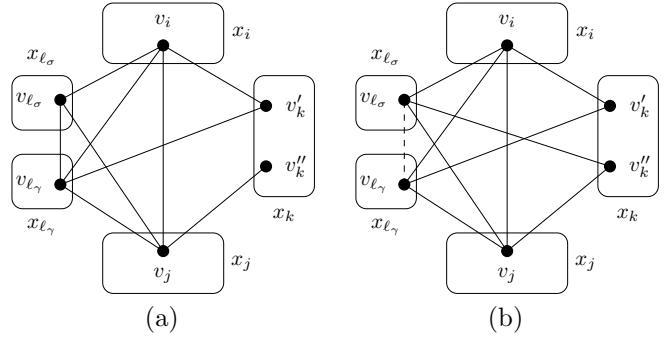 v_i x_i
x_{ℓ_σ}
v_{ℓ_σ} v'_k
v_{ℓ_γ} v''_k
x_{ℓ_γ} x_k
v_j x_j
(a)
v_i x_i
x_{ℓ_σ}
v_{ℓ_σ} v'_k
v_{ℓ_γ} v''_k
x_{ℓ_γ} x_k
v_j x_j
(b)